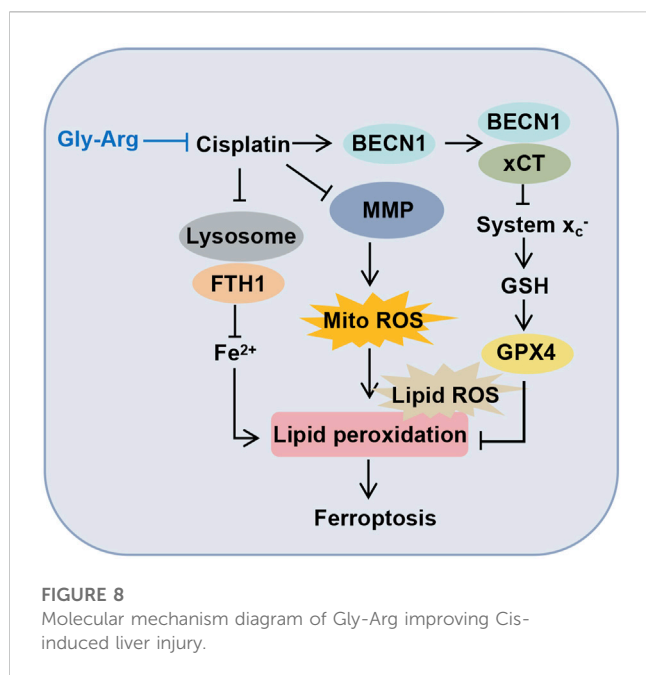 Gly-Arg
Cisplatin
BECN1
BECN1
xCT
MMP
Lysosome
FTH1
System xc-
GSH
Mito ROS
Fe2+
GPX4
Lipid ROS
Lipid peroxidation
Ferroptosis
FIGURE 8
Molecular mechanism diagram of Gly-Arg improving Cis-
induced liver injury.